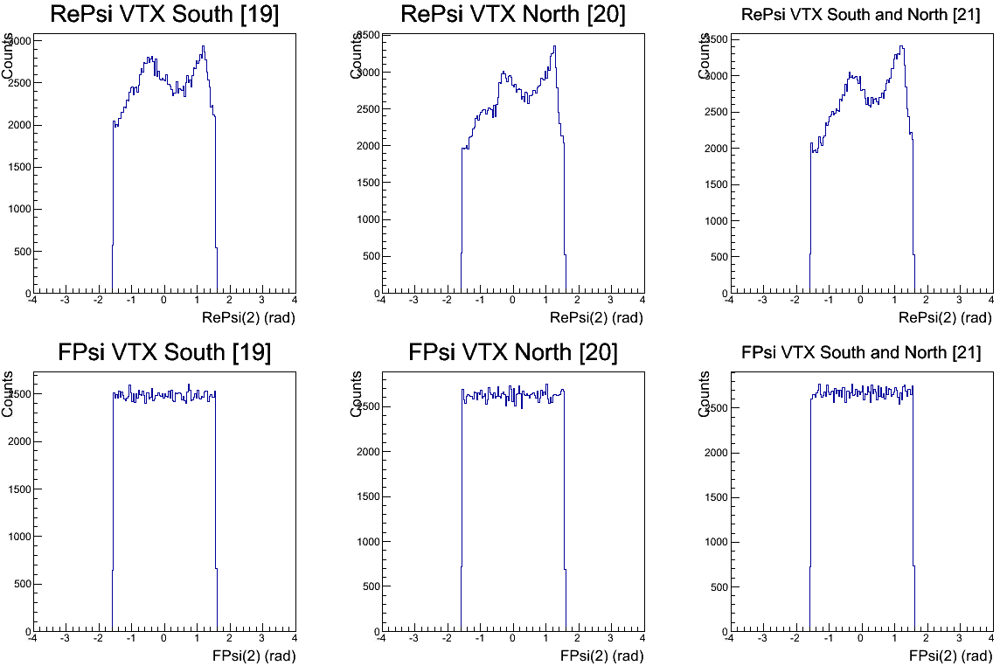 RePsi VTX South [19]
RePsi VTX North [20]
RePsi VTX South and North [21]
Counts
3000
2500
2000
1500
1000
500
0
-4 -3 -2 -1 0 1 2 3 4
RePsi(2) (rad)
Counts
3500
3000
2500
2000
1500
1000
500
0
-4 -3 -2 -1 0 1 2 3 4
RePsi(2) (rad)
Counts
3500
3000
2500
2000
1500
1000
500
0
-4 -3 -2 -1 0 1 2 3 4
RePsi(2) (rad)
FPsi VTX South [19]
FPsi VTX North [20]
FPsi VTX South and North [21]
Counts
2500
2000
1500
1000
500
0
-4 -3 -2 -1 0 1 2 3 4
FPsi(2) (rad)
Counts
2500
2000
1500
1000
500
0
-4 -3 -2 -1 0 1 2 3 4
FPsi(2) (rad)
Counts
2500
2000
1500
1000
500
0
-4 -3 -2 -1 0 1 2 3 4
FPsi(2) (rad)